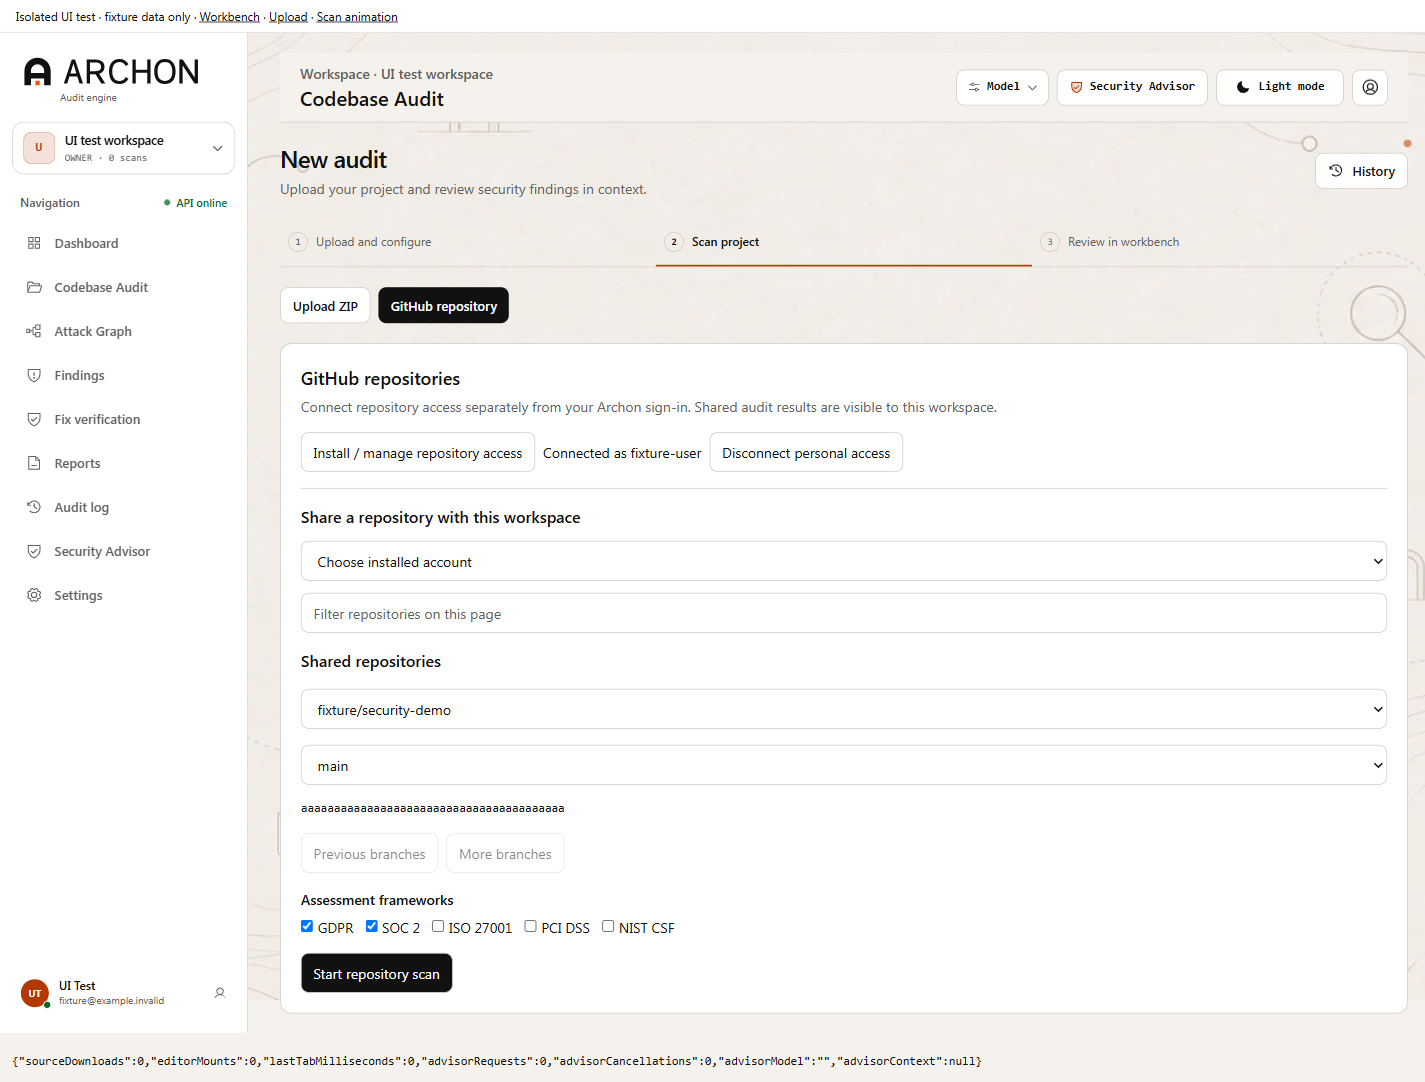 Isolated UI test · fixture data only · Workbench · Upload · Scan animation
ARCHON
Audit engine
U
UI test workspace
OWNER · 0 scans
Navigation
API online
Dashboard
Codebase Audit
Attack Graph
Findings
Fix verification
Reports
Audit log
Security Advisor
Settings
UT
UI Test
fixture@example.invalid
Workspace · UI test workspace
Codebase Audit
Model
Security Advisor
Light mode
New audit
Upload your project and review security findings in context.
History
1 Upload and configure
2 Scan project
3 Review in workbench
Upload ZIP
GitHub repository
GitHub repositories
Connect repository access separately from your Archon sign-in. Shared audit results are visible to this workspace.
Install / manage repository access
Connected as fixture-user
Disconnect personal access
Share a repository with this workspace
Choose installed account
Filter repositories on this page
Shared repositories
fixture/security-demo
main
aaaaaaaaaaaaaaaaaaaaaaaaaaaaaaaaaaaaaaaa
Previous branches
More branches
Assessment frameworks
GDPR SOC 2 ISO 27001 PCI DSS NIST CSF
Start repository scan
{"sourceDownloads":0,"editorMounts":0,"lastTabMilliseconds":0,"advisorRequests":0,"advisorCancellations":0,"advisorModel":"","advisorContext":null}